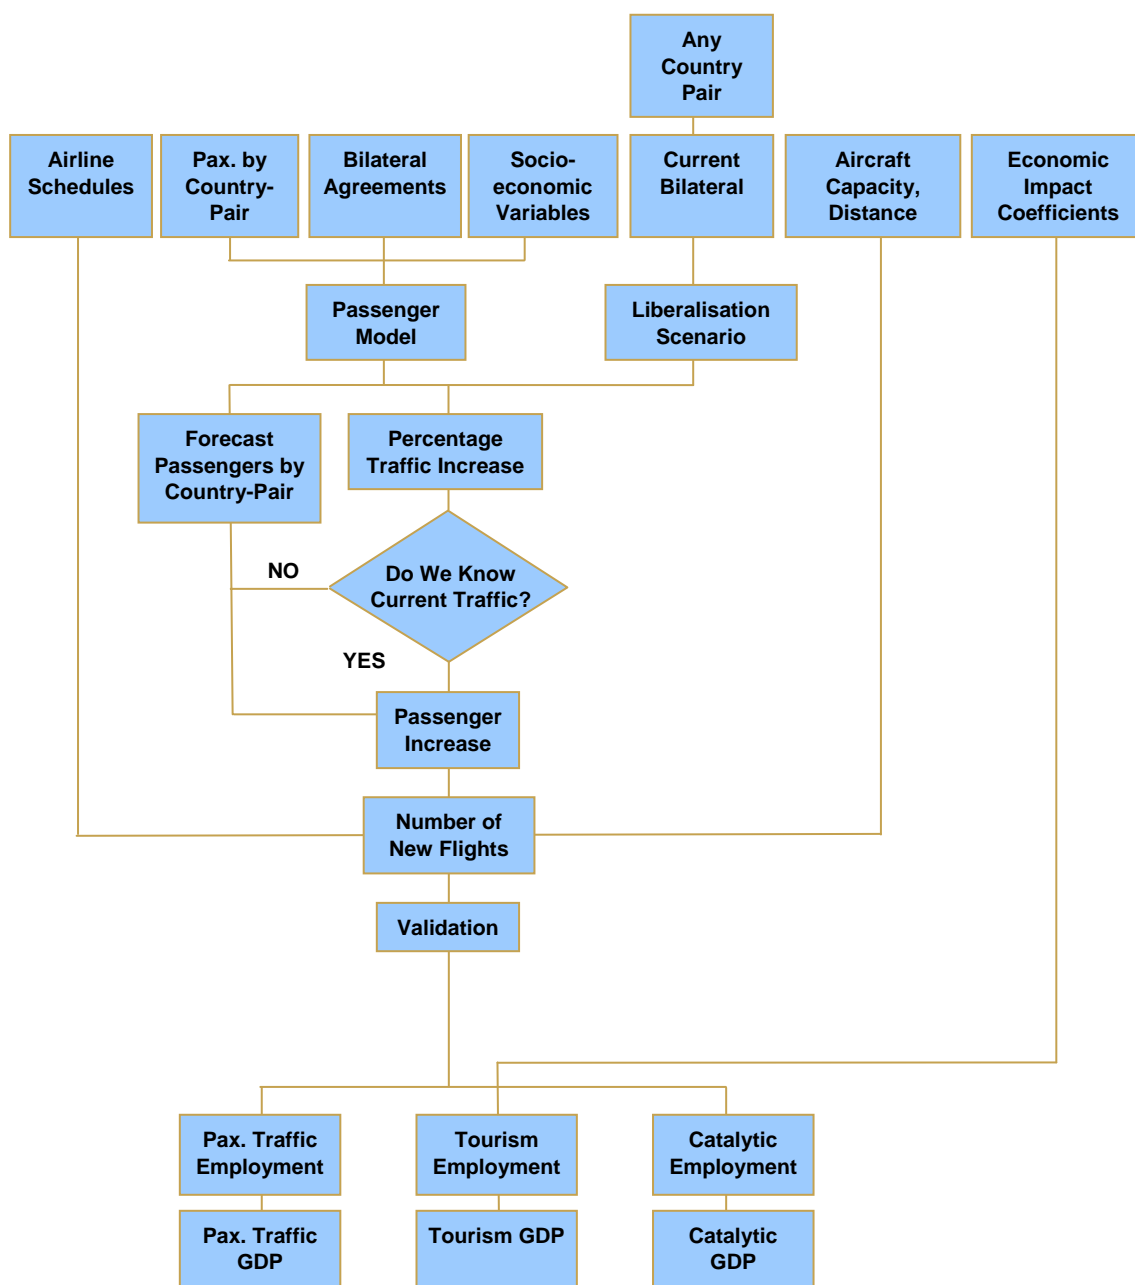 Any
Country
Pair
Airline
Schedules
Pax. by
Country-
Pair
Bilateral
Agreements
Socio-
economic
Variables
Current
Bilateral
Aircraft
Capacity,
Distance
Economic
Impact
Coefficients
Passenger
Model
Liberalisation
Scenario
Forecast
Passengers by
Country-Pair
Percentage
Traffic Increase
NO
Do We Know
Current Traffic?
YES
Passenger
Increase
Number of
New Flights
Validation
Pax. Traffic
Employment
Tourism
Employment
Catalytic
Employment
Pax. Traffic
GDP
Tourism GDP
Catalytic
GDP